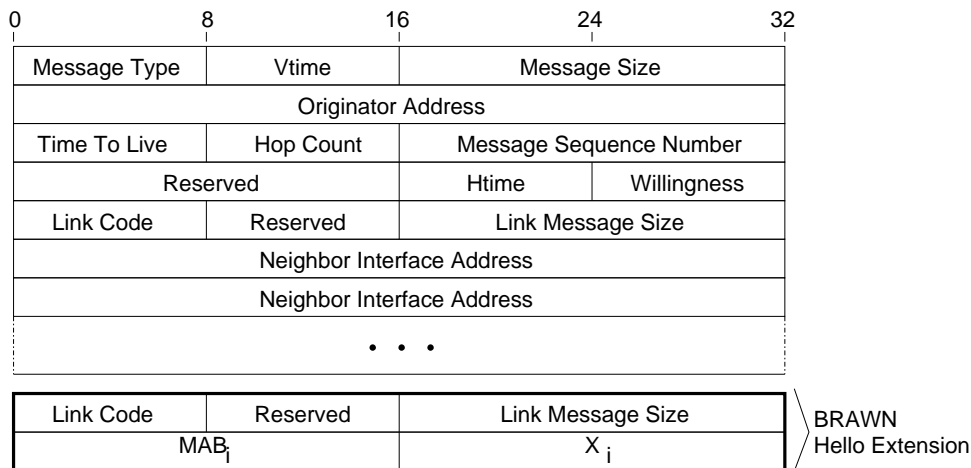 0 8 16 24 32
Message Type Vtime Message Size
Originator Address
Time To Live Hop Count Message Sequence Number
Reserved Htime Willingness
Link Code Reserved Link Message Size
Neighbor Interface Address
Neighbor Interface Address
• • •
Link Code Reserved Link Message Size
MABi Xi
BRAWN
Hello Extension